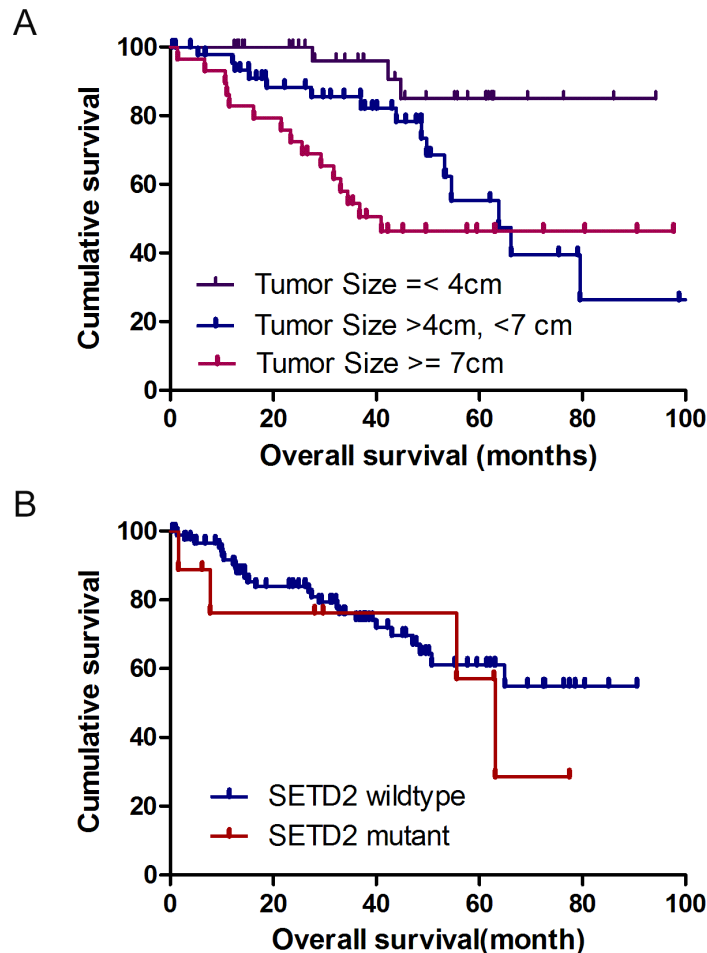 A
100
80
60
40
20
0
Cumulative survival
Tumor Size =< 4cm
Tumor Size >4cm, <7 cm
Tumor Size >= 7cm
0 20 40 60 80 100
Overall survival (months)
B
100
80
60
40
20
0
Cumulative survival
SETD2 wildtype
SETD2 mutant
0 20 40 60 80 100
Overall survival(month)